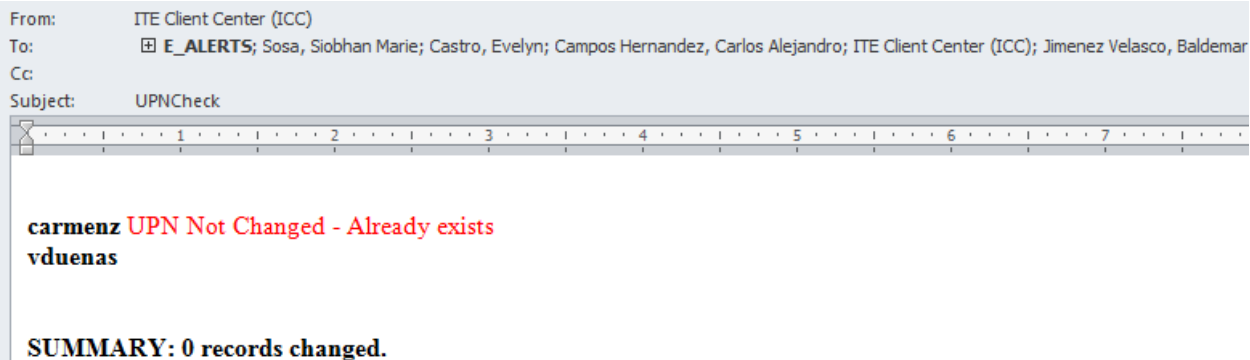 From: ITE Client Center (ICC)
To: E_ALERTS; Sosa, Siobhan Marie; Castro, Evelyn; Campos Hernandez, Carlos Alejandro; ITE Client Center (ICC); Jimenez Velasco, Baldemar
Cc:
Subject: UPNCheck
1 2 3 4 5 6 7
carmenz UPN Not Changed - Already exists
vduenas
SUMMARY: 0 records changed.